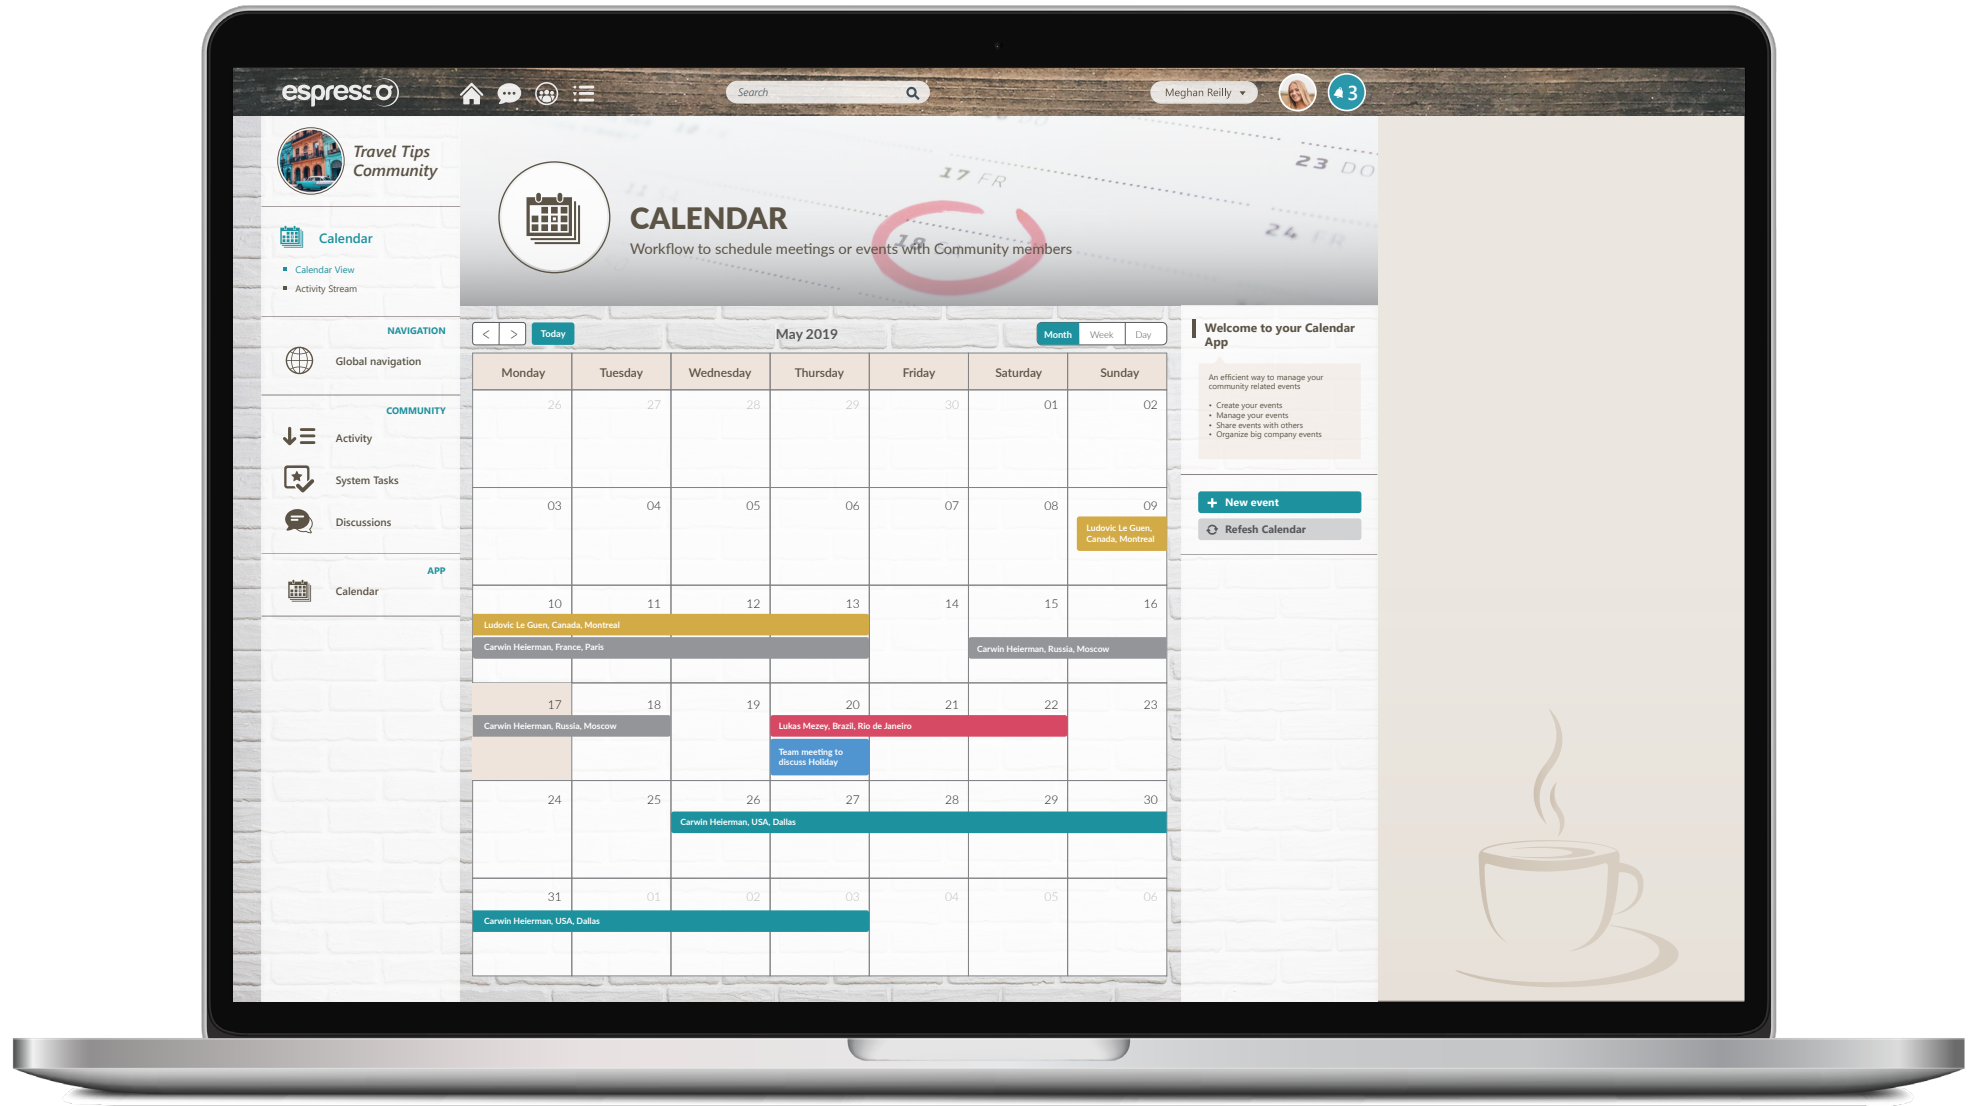 espresso
Search
Meghan Reilly
3
Travel Tips
Community
Calendar
Calendar View
Activity Stream
NAVIGATION
Global navigation
COMMUNITY
Activity
System Tasks
Discussions
APP
Calendar
17 FR
23 DO
24 FR
18
CALENDAR
Workflow to schedule meetings or events with Community members
< > Today
May 2019
Month Week Day
Monday Tuesday Wednesday Thursday Friday Saturday Sunday
26 27 28 29 30 01 02
03 04 05 06 07 08 09
Ludovic Le Guen,
Canada, Montreal
10 11 12 13 14 15 16
Ludovic Le Guen, Canada, Montreal
Carwin Heierman, France, Paris
Carwin Heierman, Russia, Moscow
17 18 19 20 21 22 23
Carwin Heierman, Russia, Moscow
Lukas Mezey, Brazil, Rio de Janeiro
Team meeting to
discuss Holiday
24 25 26 27 28 29 30
Carwin Heierman, USA, Dallas
31 01 02 03 04 05 06
Carwin Heierman, USA, Dallas
Welcome to your Calendar
App
An efficient way to manage your
community related events
• Create your events
• Manage your events
• Share events with others
• Organize big company events
+ New event
Refesh Calendar